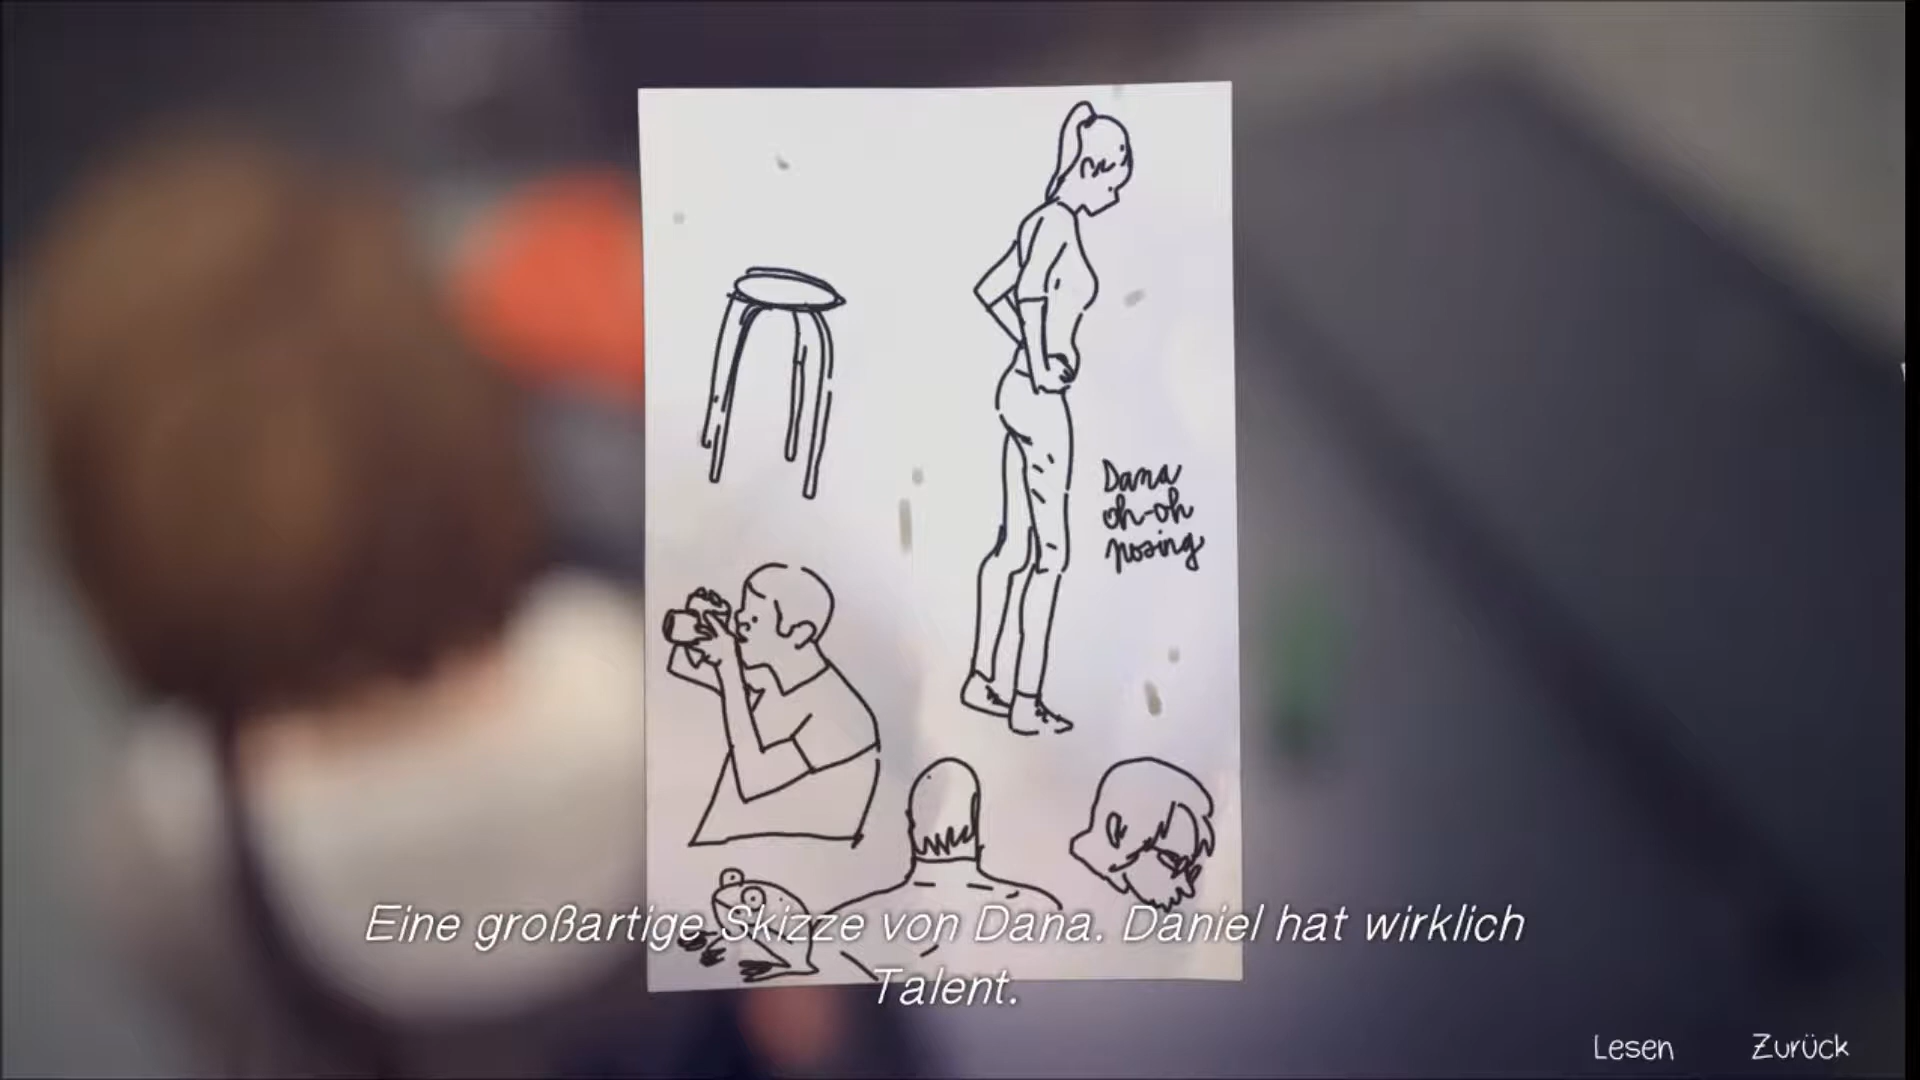 Dana
oh-oh
posing
Eine großartige Skizze von Dana. Daniel hat wirklich
Talent.
Lesen Zurück